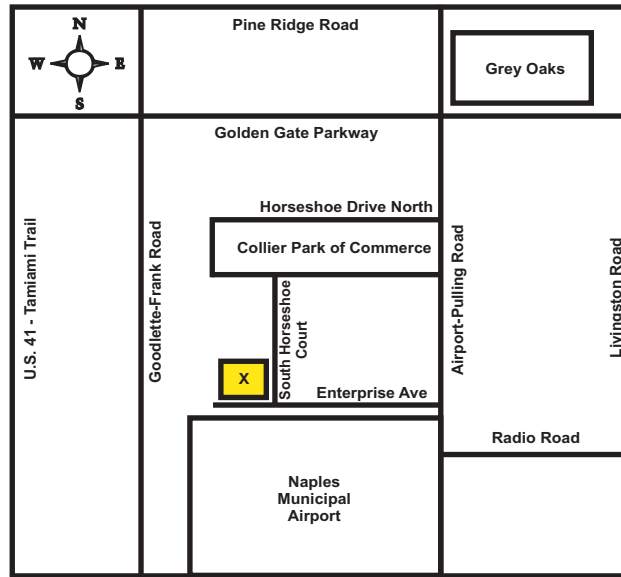 N
W
E
S
Pine Ridge Road
Grey Oaks
Golden Gate Parkway
Horseshoe Drive North
Collier Park of Commerce
U.S. 41 - Tamiami Trail
Goodlette-Frank Road
South Horseshoe
Court
Airport-Pulling Road
Livingston Road
X
Enterprise Ave
Radio Road
Naples
Municipal
Airport